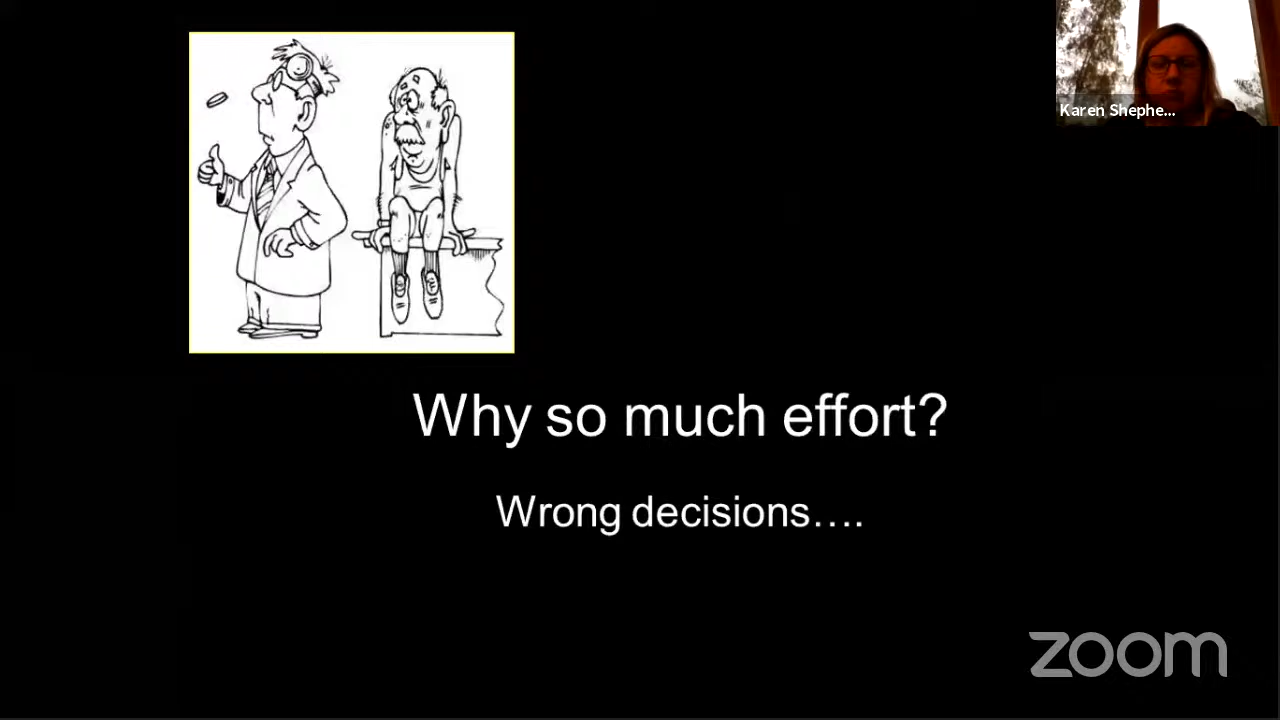 Karen Shephe...
Why so much effort?
Wrong decisions….
zoom